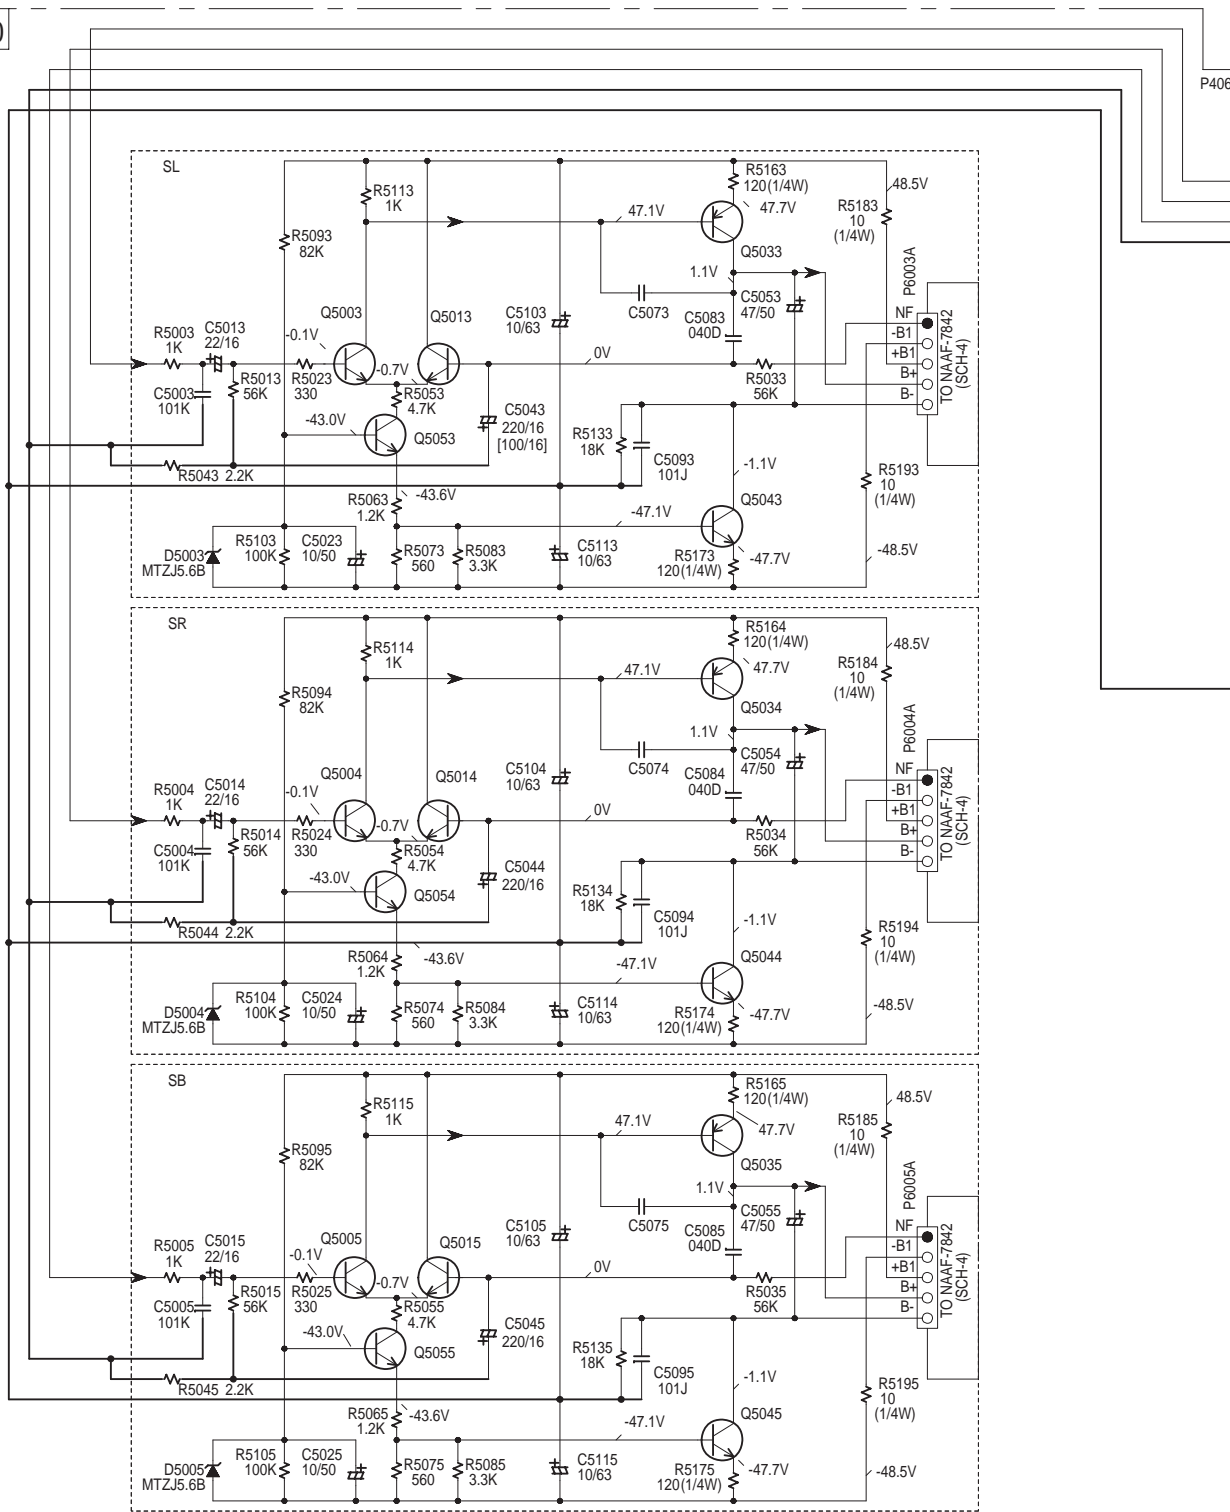 )
P406
SL
R5163
120(1/4W)
48.5V
R5113
1K
47.1V
47.7V
R5183
10
(1/4W)
R5093
82K
Q5033
P6003A
1.1V
C5053
47/50
C5073
C5083
040D
NF
-B1
+B1
B+
B-
TO NAAF-7842
(SCH-4)
Q5003
Q5013
C5103
10/63
C5013
22/16
R5003
1K
-0.1V
0V
-0.7V
R5013
56K
R5023
330
R5053
4.7K
C5003
101K
R5033
56K
C5043
220/16
[100/16]
-43.0V
Q5053
R5133
18K
C5093
101J
-1.1V
R5193
10
(1/4W)
R5043 2.2K
-43.6V
R5063
1.2K
Q5043
-47.1V
D5003
MTZJ5.6B
R5103
100K
C5023
10/50
R5073
560
R5083
3.3K
C5113
10/63
R5173
120(1/4W)
-47.7V
-48.5V
SR
R5164
120(1/4W)
48.5V
R5114
1K
47.1V
47.7V
R5184
10
(1/4W)
R5094
82K
Q5034
P6004A
1.1V
C5054
47/50
C5074
C5084
040D
NF
-B1
+B1
B+
B-
TO NAAF-7842
(SCH-4)
Q5004
Q5014
C5104
10/63
C5014
22/16
R5004
1K
-0.1V
0V
-0.7V
R5014
56K
R5024
330
R5054
4.7K
C5004
101K
R5034
56K
C5044
220/16
-43.0V
Q5054
R5134
18K
C5094
101J
-1.1V
R5194
10
(1/4W)
R5044 2.2K
-43.6V
R5064
1.2K
Q5044
-47.1V
D5004
MTZJ5.6B
R5104
100K
C5024
10/50
R5074
560
R5084
3.3K
C5114
10/63
R5174
120(1/4W)
-47.7V
-48.5V
SB
R5165
120(1/4W)
48.5V
R5115
1K
47.1V
47.7V
R5185
10
(1/4W)
R5095
82K
Q5035
P6005A
1.1V
C5055
47/50
C5075
C5085
040D
NF
-B1
+B1
B+
B-
TO NAAF-7842
(SCH-4)
Q5005
Q5015
C5105
10/63
C5015
22/16
R5005
1K
-0.1V
0V
-0.7V
R5015
56K
R5025
330
R5055
4.7K
C5005
101K
R5035
56K
C5045
220/16
-43.0V
Q5055
R5135
18K
C5095
101J
-1.1V
R5195
10
(1/4W)
R5045 2.2K
-43.6V
R5065
1.2K
Q5045
-47.1V
D5005
MTZJ5.6B
R5105
100K
C5025
10/50
R5075
560
R5085
3.3K
C5115
10/63
R5175
120(1/4W)
-47.7V
-48.5V